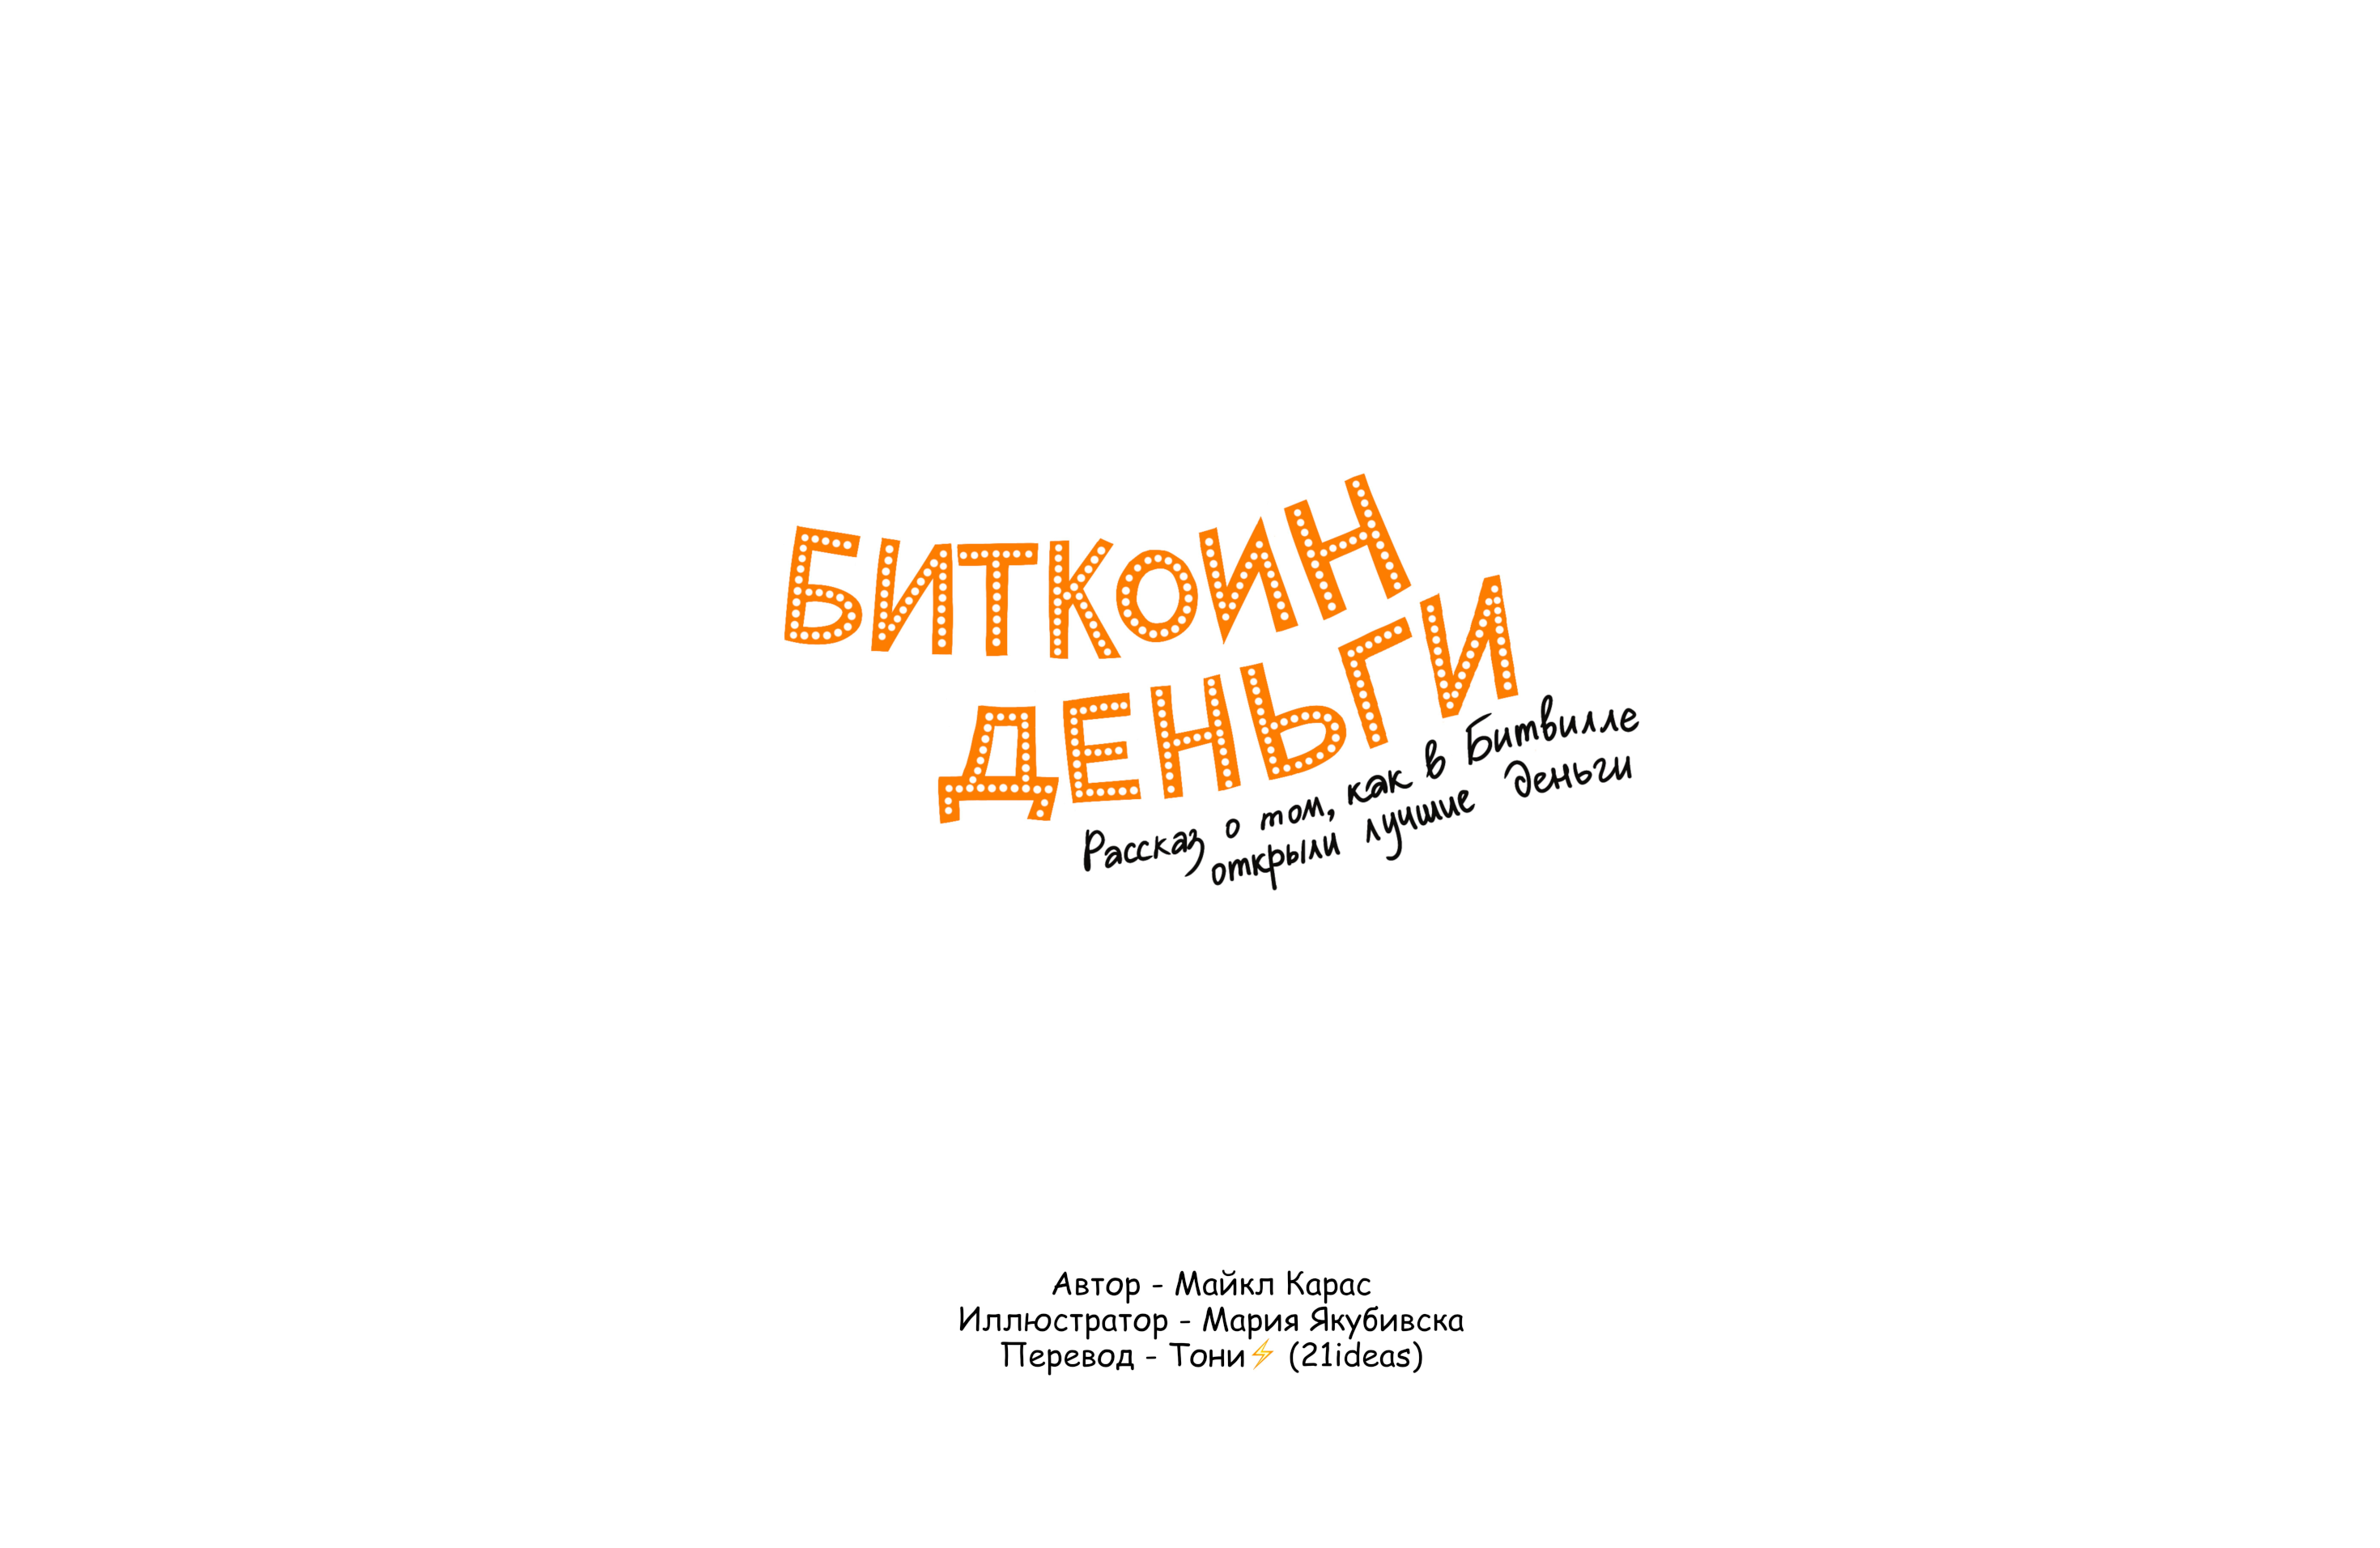 БИТКОИН
ДЕНЬГИ
Рассказ о том, как в Битвилле
открыли лучшие деньги
Автор - Майкл Карас
Иллюстратор - Мария Якубивска
Перевод - Тони⚡ (21ideas)